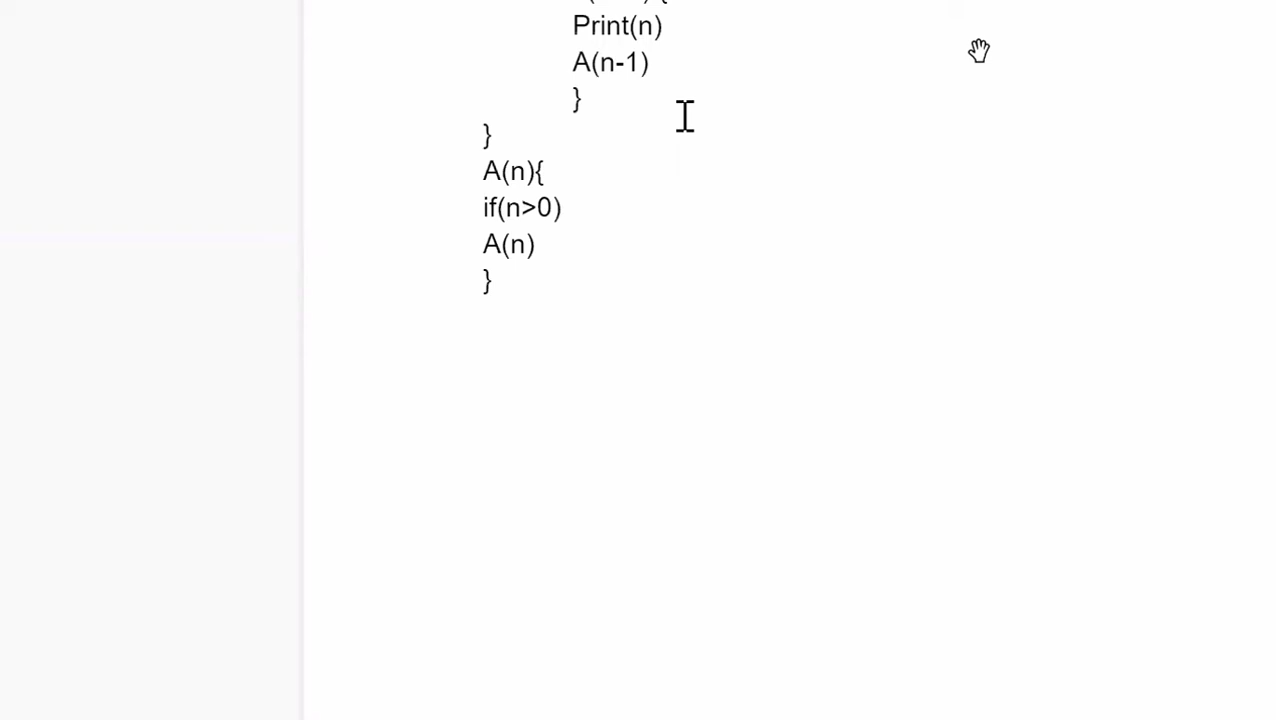 Print(n)
A(n-1)
}
}
A(n){
if(n>0)
A(n)
}